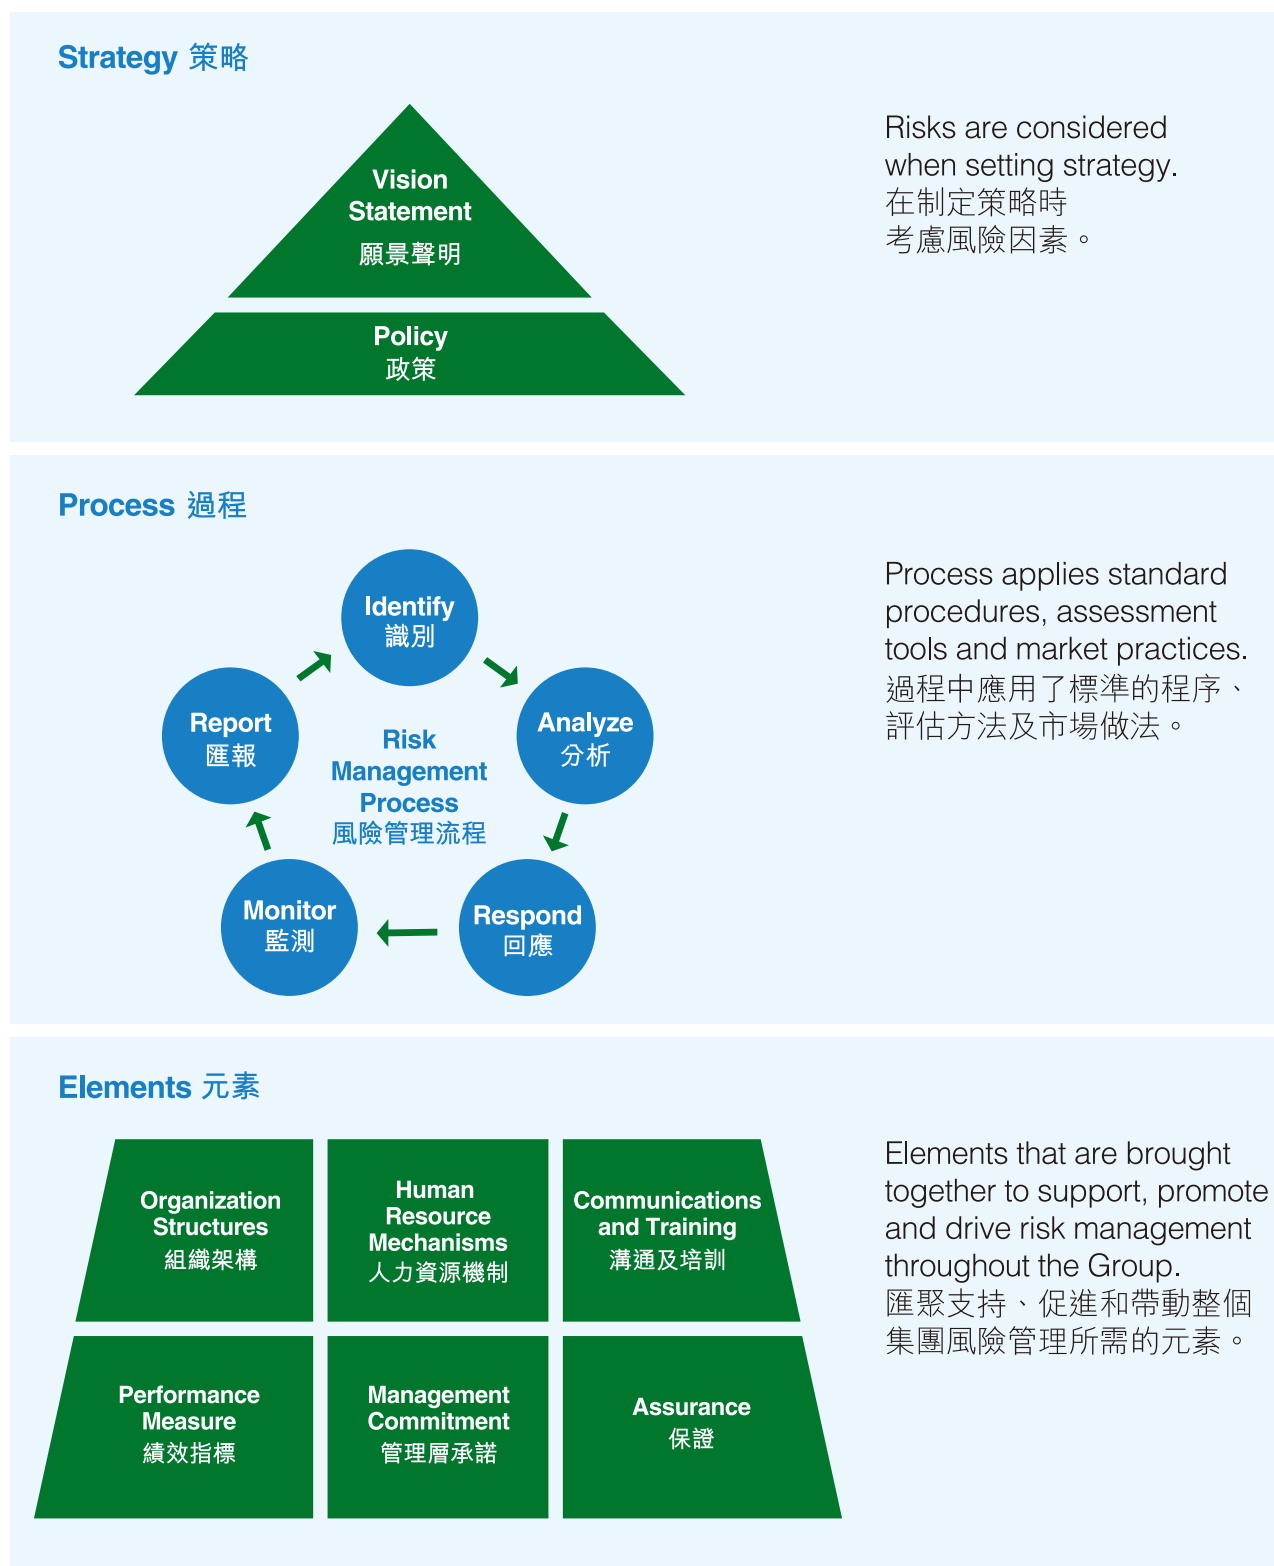 Strategy 策略
Vision
Statement
願景聲明
Policy
政策
Risks are considered
when setting strategy.
在制定策略時
考慮風險因素。
Process 過程
Identify
識別
Analyze
分析
Respond
回應
Monitor
監測
Report
匯報
Risk
Management
Process
風險管理流程
Process applies standard
procedures, assessment
tools and market practices.
過程中應用了標準的程序、
評估方法及市場做法。
Elements 元素
Organization
Structures
組織架構
Human
Resource
Mechanisms
人力資源機制
Communications
and Training
溝通及培訓
Performance
Measure
績效指標
Management
Commitment
管理層承諾
Assurance
保證
Elements that are brought
together to support, promote
and drive risk management
throughout the Group.
匯聚支持、促進和帶動整個
集團風險管理所需的元素。